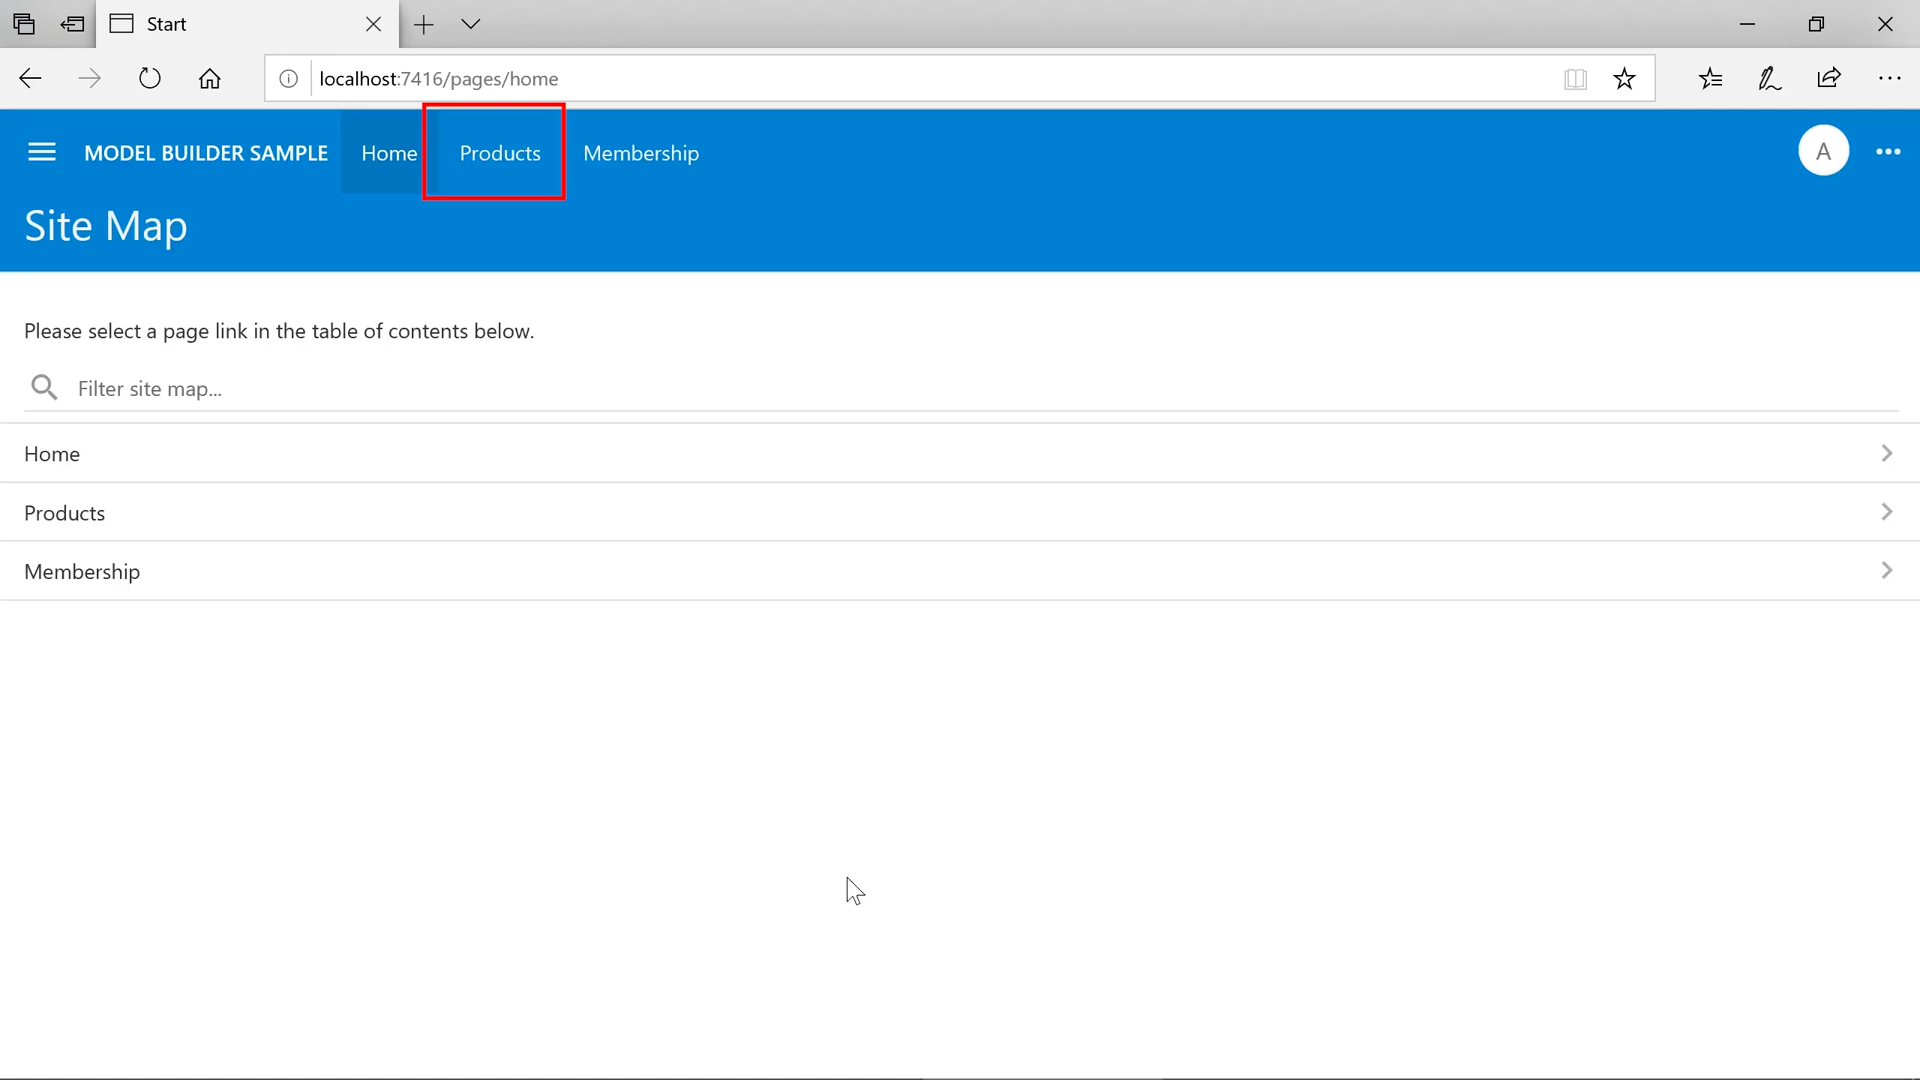 Start
localhost:7416/pages/home
MODEL BUILDER SAMPLE Home Products Membership A
Site Map
Please select a page link in the table of contents below.
Filter site map...
Home
Products
Membership